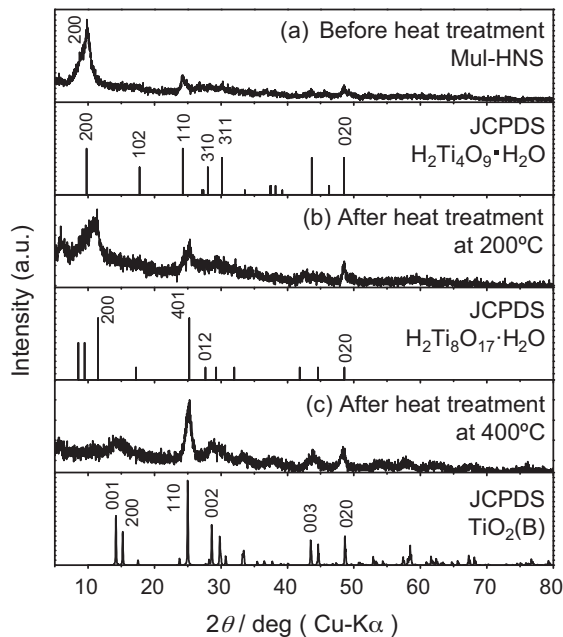 200
(a) Before heat treatment
Mul-HNS
200
102
110
310
311
020
JCPDS
H₂Ti₄O₉▪H₂O
(b) After heat treatment
at 200ºC
200
401
012
020
JCPDS
H₂Ti₈O₁₇·H₂O
(c) After heat treatment
at 400ºC
001
200
110
002
003
020
JCPDS
TiO₂(B)
Intensity (a.u.)
10 20 30 40 50 60 70 80
2θ / deg ( Cu-Kα )